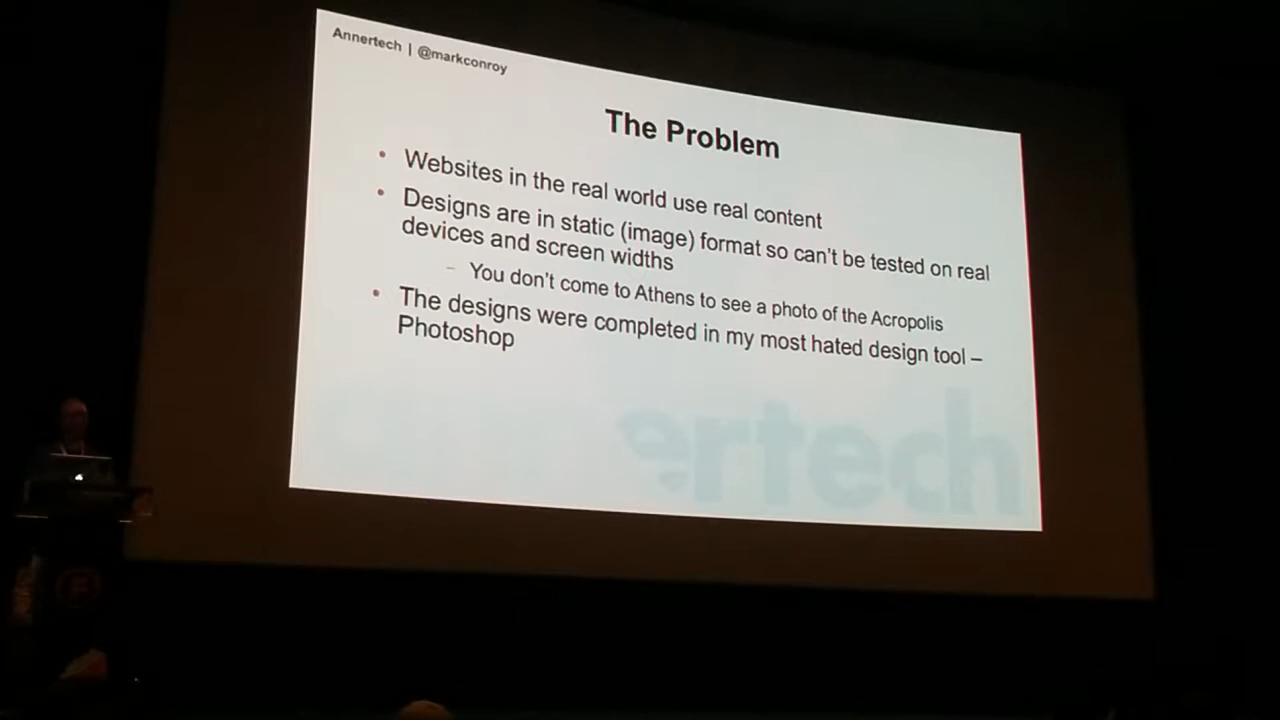 Annertech | @markconroy
The Problem
• Websites in the real world use real content
• Designs are in static (image) format so can't be tested on real
devices and screen widths
– You don't come to Athens to see a photo of the Acropolis
• The designs were completed in my most hated design tool –
Photoshop
ertech